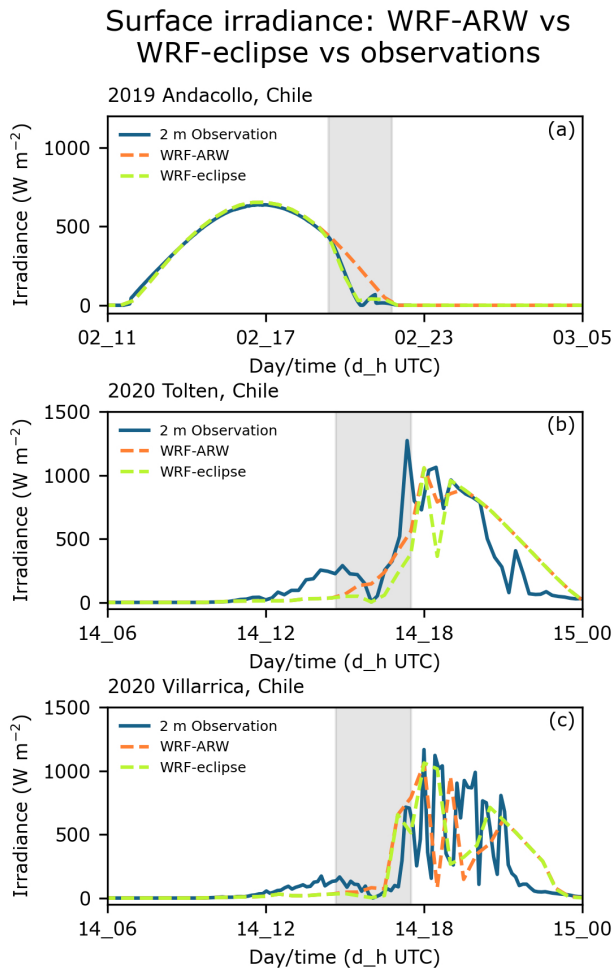 Surface irradiance: WRF-ARW vs
WRF-eclipse vs observations
2019 Andacollo, Chile
(a)
2 m Observation
WRF-ARW
WRF-eclipse
Irradiance (W m⁻²)
1000
500
0
02_11 02_17 02_23 03_05
Day/time (d_h UTC)
2020 Tolten, Chile
(b)
2 m Observation
WRF-ARW
WRF-eclipse
Irradiance (W m⁻²)
1500
1000
500
0
14_06 14_12 14_18 15_00
Day/time (d_h UTC)
2020 Villarrica, Chile
(c)
2 m Observation
WRF-ARW
WRF-eclipse
Irradiance (W m⁻²)
1500
1000
500
0
14_06 14_12 14_18 15_00
Day/time (d_h UTC)